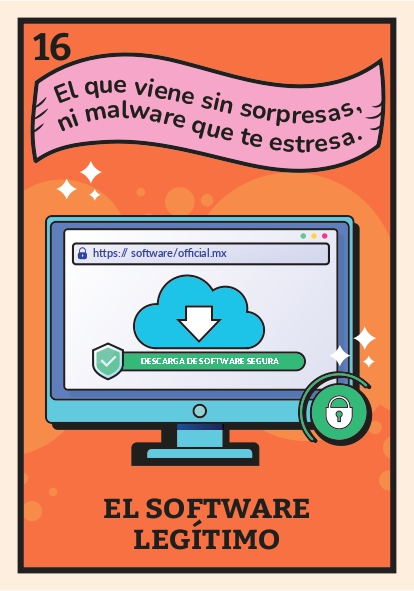 16
El que viene sin sorpresas,
ni malware que te estresa.
https:// software/official.mx
DESCARGA DE SOFTWARE SEGURA
EL SOFTWARE
LEGÍTIMO